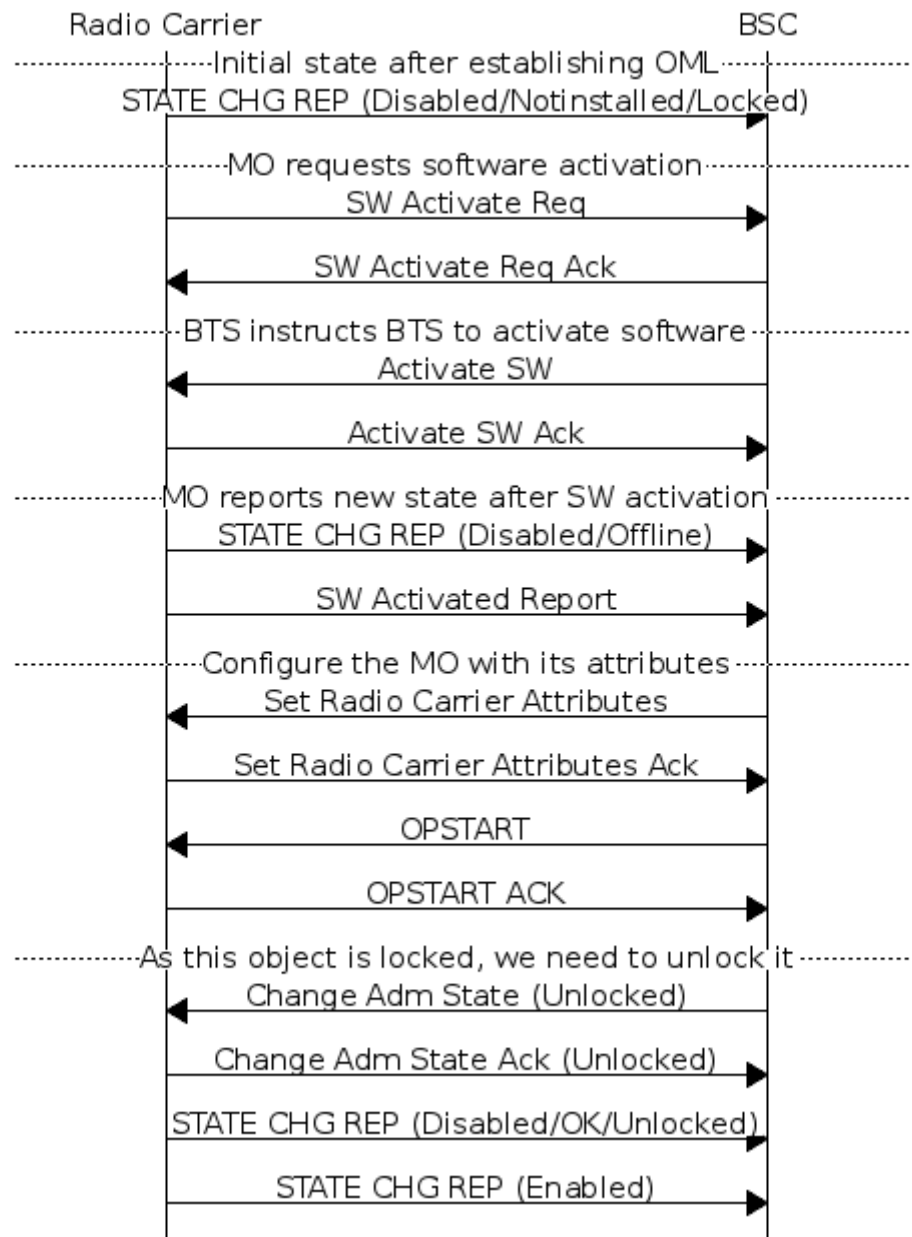 Radio Carrier BSC
Initial state after establishing OML
STATE CHG REP (Disabled/Notinstalled/Locked)
MO requests software activation
SW Activate Req
SW Activate Req Ack
BTS instructs BTS to activate software
Activate SW
Activate SW Ack
MO reports new state after SW activation
STATE CHG REP (Disabled/Offline)
SW Activated Report
Configure the MO with its attributes
Set Radio Carrier Attributes
Set Radio Carrier Attributes Ack
OPSTART
OPSTART ACK
As this object is locked, we need to unlock it
Change Adm State (Unlocked)
Change Adm State Ack (Unlocked)
STATE CHG REP (Disabled/OK/Unlocked)
STATE CHG REP (Enabled)